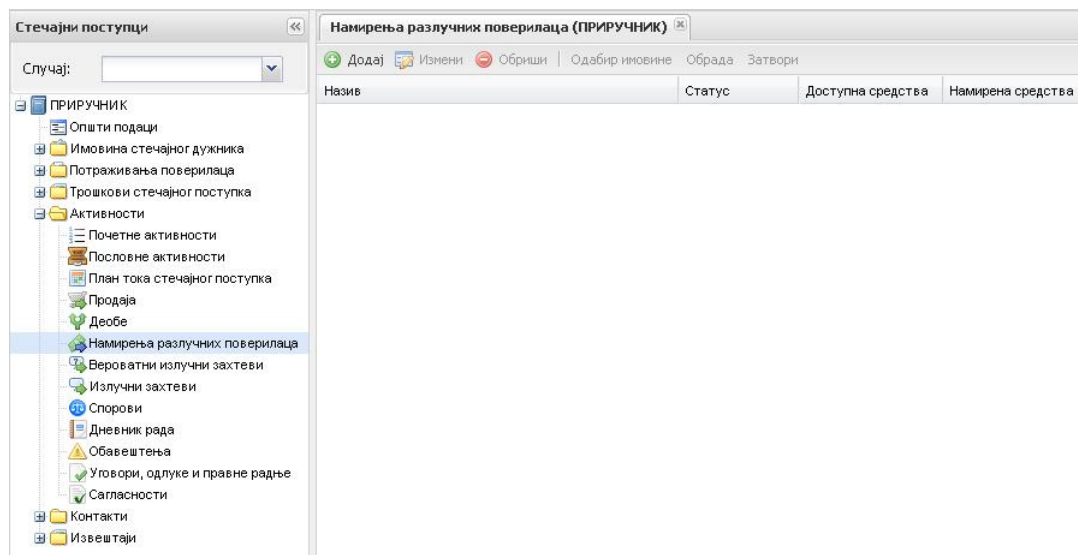 Стечајни поступци
Случај:
ПРИРУЧНИК
Општи подаци
Имовина стечајног дужника
Потраживања поверилаца
Трошкови стечајног поступка
Активности
Почетне активности
Пословне активности
План тока стечајног поступка
Продаја
Деобе
Намирења разлучних поверилаца
Вероватни излучни захтеви
Излучни захтеви
Спорови
Дневник рада
Обавештења
Уговори, одлуке и правне радње
Сагласности
Контакти
Извештаји
Намирења разлучних поверилаца (ПРИРУЧНИК)
Додај Измени Обриши Одабир имовине Обрада Затвори
Назив Статус Доступна средства Намирена средства